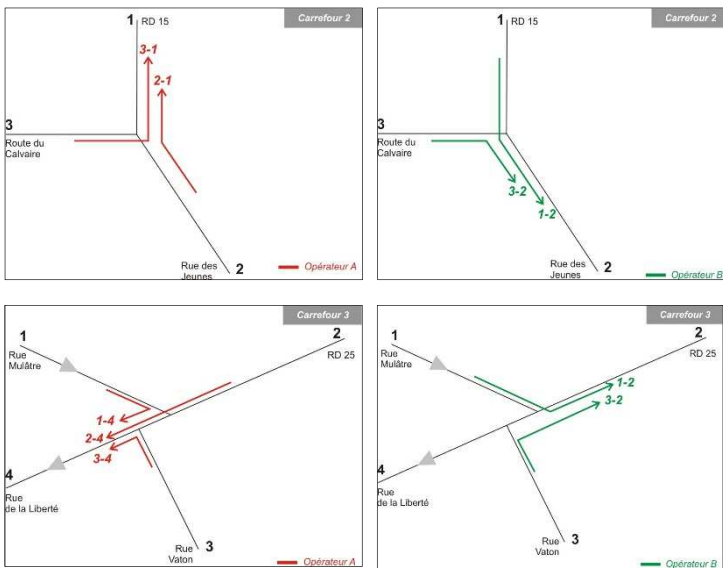 Carrefour 2
1 RD 15
3-1
2-1
3
Route du
Calvaire
Rue des
Jeunes
2
Opérateur A
Carrefour 2
1 RD 15
3
Route du
Calvaire
3-2
1-2
Rue des
Jeunes
2
Opérateur B
Carrefour 3
1
Rue
Mulâtre
2
RD 25
1-4
2-4
3-4
4
Rue
de la Liberté
Rue
Vaton
3
Opérateur A
Carrefour 3
1
Rue
Mulâtre
2
RD 25
1-2
3-2
4
Rue
de la Liberté
Rue
Vaton
3
Opérateur B